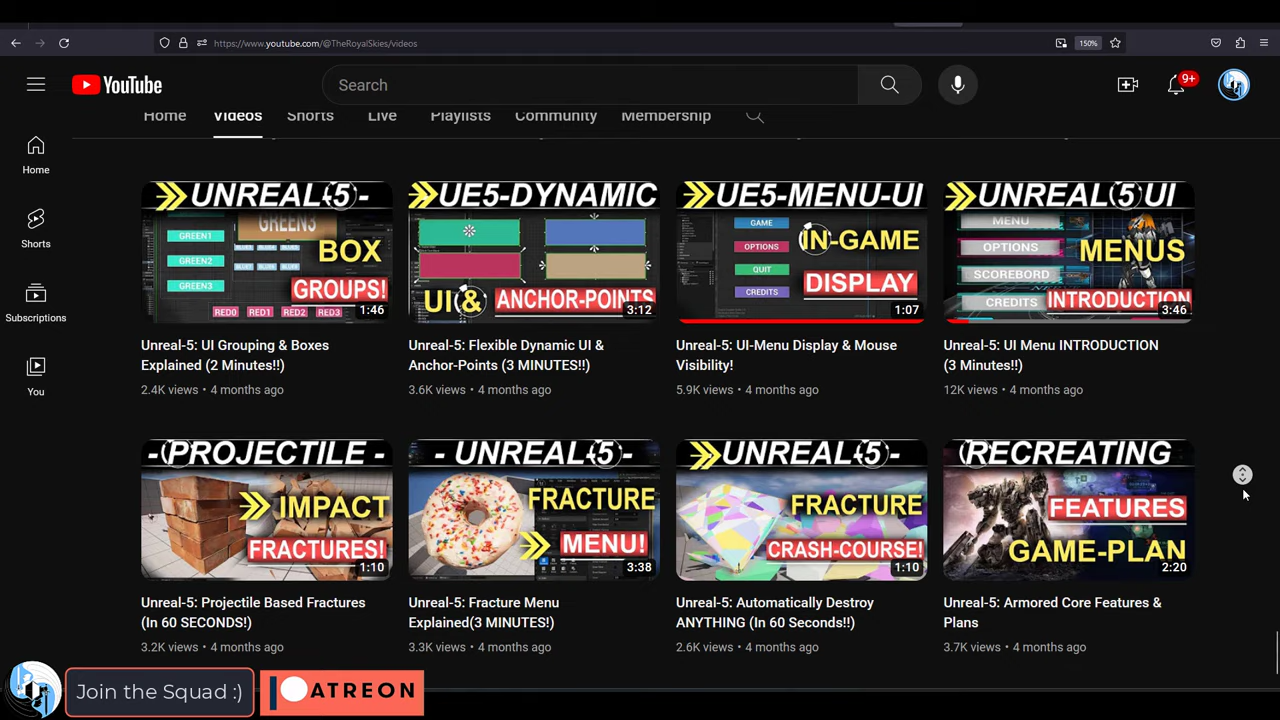 https://www.youtube.com/@TheRoyalSkies/videos
150%
YouTube
Search
9+
Home Videos Shorts Live Playlists Community Membership
Home
Shorts
Subscriptions
You
UNREAL-5 -
GREEN1
GREEN2
GREEN3
GREEN3
BOX
GROUPS!
RED0 RED1 RED2 RED3
1:46
UE5-DYNAMIC
UI& ANCHOR-POINTS
3:12
UE5-MENU-UI
GAME
OPTIONS
QUIT
CREDITS
IN-GAME
DISPLAY
1:07
UNREAL 5 UI
MENU
OPTIONS
SCOREBORD
CREDITS
MENUS
INTRODUCTION
3:46
Unreal-5: UI Grouping & Boxes
Explained (2 Minutes!!)
2.4K views • 4 months ago
Unreal-5: Flexible Dynamic UI &
Anchor-Points (3 MINUTES!!)
3.6K views • 4 months ago
Unreal-5: UI-Menu Display & Mouse
Visibility!
5.9K views • 4 months ago
Unreal-5: UI Menu INTRODUCTION
(3 Minutes!!)
12K views • 4 months ago
-PROJECTILE -
IMPACT
FRACTURES!
1:10
- UNREAL-5-
FRACTURE
MENU!
3:38
UNREAL-5-
FRACTURE
CRASH-COURSE!
1:10
RECREATING
FEATURES
GAME-PLAN
2:20
Unreal-5: Projectile Based Fractures
(In 60 SECONDS!)
3.2K views • 4 months ago
Unreal-5: Fracture Menu
Explained(3 MINUTES!)
3.3K views • 4 months ago
Unreal-5: Automatically Destroy
ANYTHING (In 60 Seconds!!)
2.6K views • 4 months ago
Unreal-5: Armored Core Features &
Plans
3.7K views • 4 months ago
Join the Squad :)
ATREON